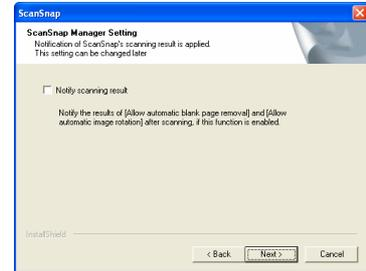 ScanSnap
ScanSnap Manager Setting
Notification of ScanSnap's scanning result is applied.
This setting can be changed later
Notify scanning result
Notify the results of [Allow automatic blank page removal] and [Allow
automatic image rotation] after scanning, if this function is enabled.
InstallShield
< Back Next > Cancel